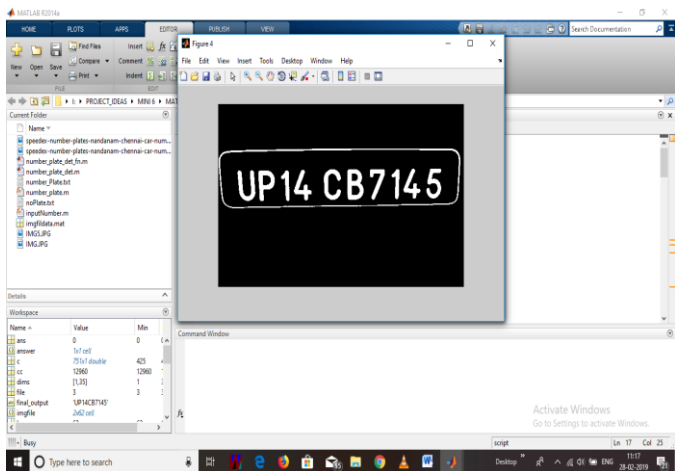 MATLAB R2014a
HOME PLOTS APPS EDITOR PUBLISH VIEW
Search Documentation
New Open Save
Find Files
Compare
Print
Insert
Comment
Indent
FILE EDIT
Figure 4
File Edit View Insert Tools Desktop Window Help
I: ▸ PROJECT_IDEAS ▸ MINI 6 ▸ MAT
Current Folder
Name
speedex-number-plates-nandanam-chennai-car-num...
speedex-number-plates-nandanam-chennai-car-num...
number_plate_det_fn.m
number_plate_det.m
number_Plate.txt
number_plate.m
noPlate.txt
inputNumber.m
imgfildata.mat
IMGS.JPG
IMG.JPG
UP14 CB7145
Details
Workspace
Name Value Min
ans 0 0
answer 1x1 cell
c 751x1 double 425
cc 12960 12960
dims [1,35] 1
file 3 3
final_output 'UP14CB7145'
imgfile 2x62 cell
Command Window
fx
Activate Windows
Go to Settings to activate Windows.
Busy
script
Ln 17 Col 25
Type here to search
Desktop
ENG
11:17
28-02-2019